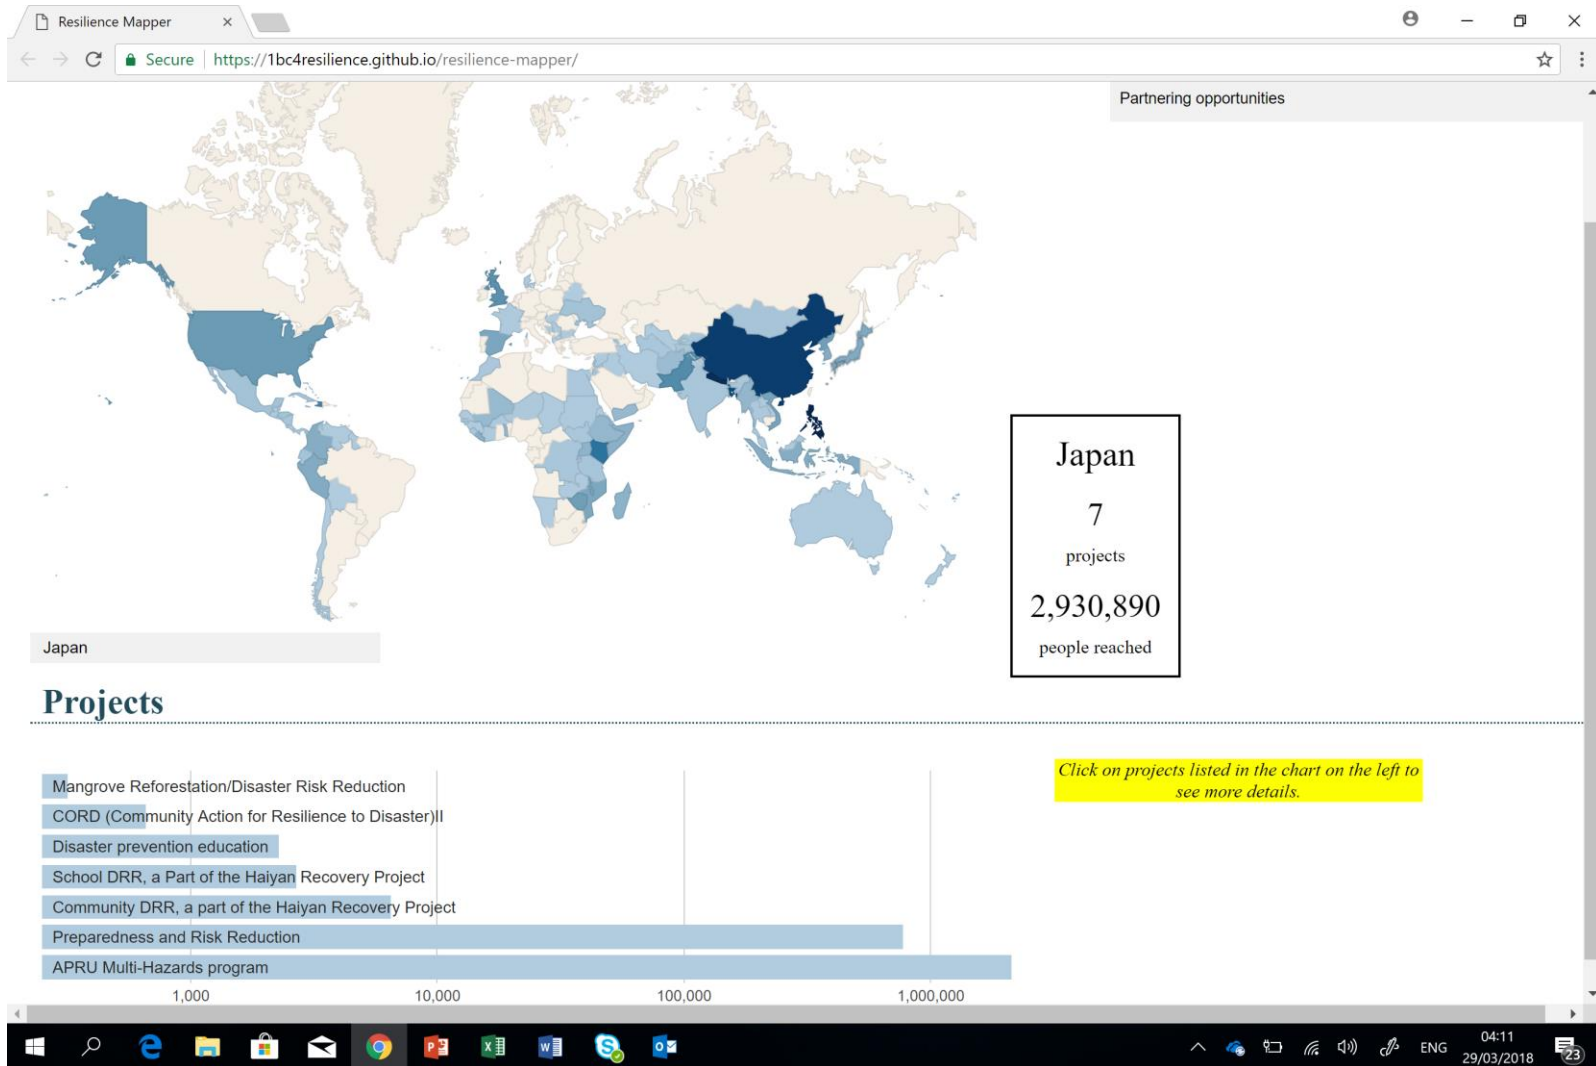 Resilience Mapper
Secure
https://1bc4resilience.github.io/resilience-mapper/
Partnering opportunities
Japan
7
projects
2,930,890
people reached
Japan
Projects
Click on projects listed in the chart on the left to
see more details.
Mangrove Reforestation/Disaster Risk Reduction
CORD (Community Action for Resilience to Disaster)II
Disaster prevention education
School DRR, a Part of the Haiyan Recovery Project
Community DRR, a part of the Haiyan Recovery Project
Preparedness and Risk Reduction
APRU Multi-Hazards program
1,000 10,000 100,000 1,000,000
ENG
04:11
29/03/2018
23